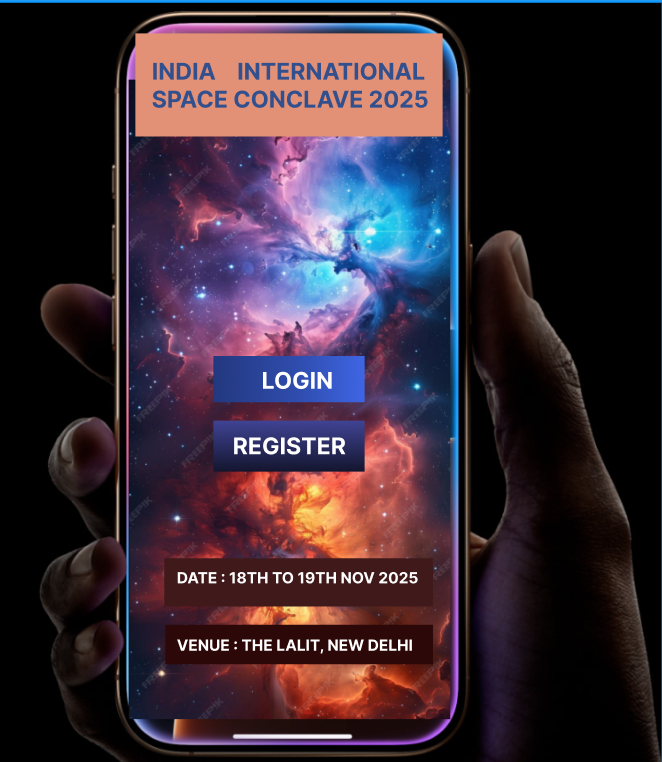 INDIA INTERNATIONAL
SPACE CONCLAVE 2025
LOGIN
REGISTER
DATE : 18TH TO 19TH NOV 2025
VENUE : THE LALIT, NEW DELHI